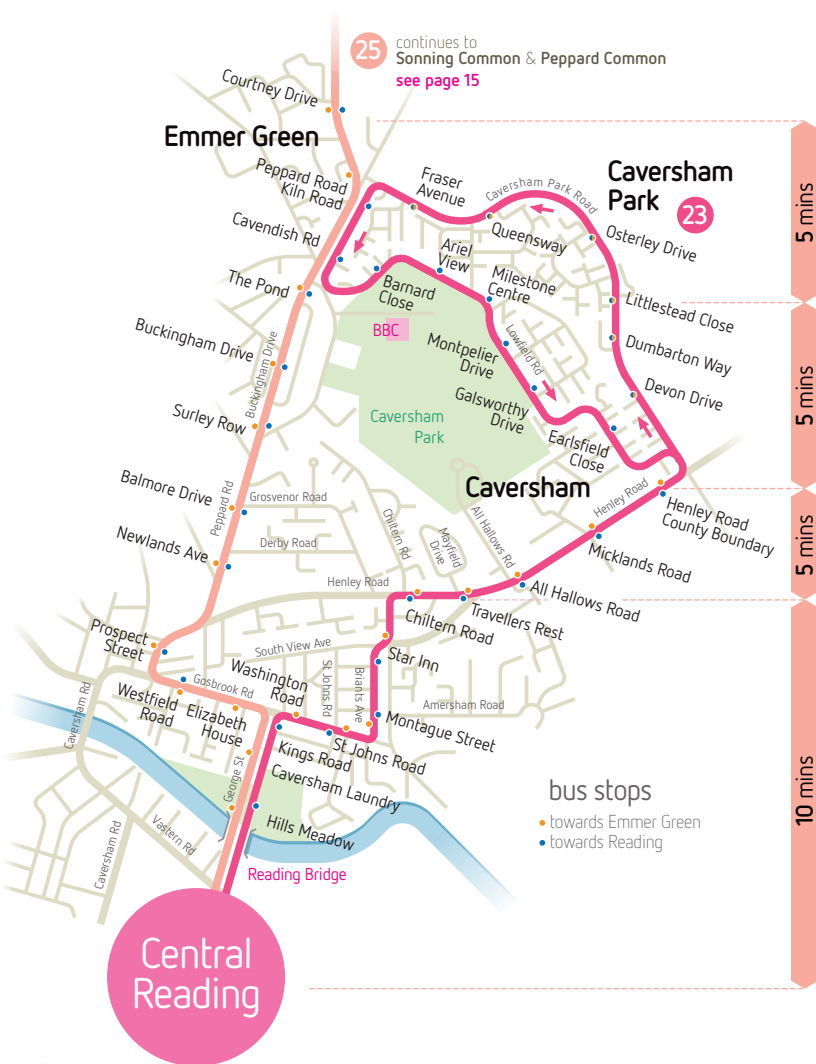 25
continues to
Sonning Common & Peppard Common
see page 15
Courtney Drive
Emmer Green
Peppard Road
Kiln Road
Fraser
Avenue
Caversham Park Road
Caversham
Park
23
Cavendish Rd
Queensway
Osterley Drive
Ariel
View
Milestone
Centre
The Pond
Barnard
Close
Littlestead Close
BBC
Lowfield Rd
Buckingham Drive
Buckingham Drive
Montpelier
Drive
Dumbarton Way
Galsworthy
Drive
Devon Drive
Surley Row
Caversham
Park
Earlsfield
Close
Caversham
Balmore Drive
Peppard Rd
Grosvenor Road
Chiltern Rd
Mayfield
Drive
All Hallows Rd
Henley Road
Henley Road
County Boundary
Newlands Ave
Derby Road
Micklands Road
Henley Road
All Hallows Road
Travellers Rest
Chiltern Road
Prospect
Street
South View Ave
Star Inn
Gosbrook Rd
Washington
Road
St Johns Rd
Briants Ave
Amersham Road
Caversham Rd
Westfield
Road
Elizabeth
House
Montague Street
Kings Road
St Johns Road
George St
Caversham Laundry
Vastern Rd
Hills Meadow
Caversham Rd
Reading Bridge
bus stops
towards Emmer Green
towards Reading
Central
Reading
5 mins
5 mins
5 mins
10 mins